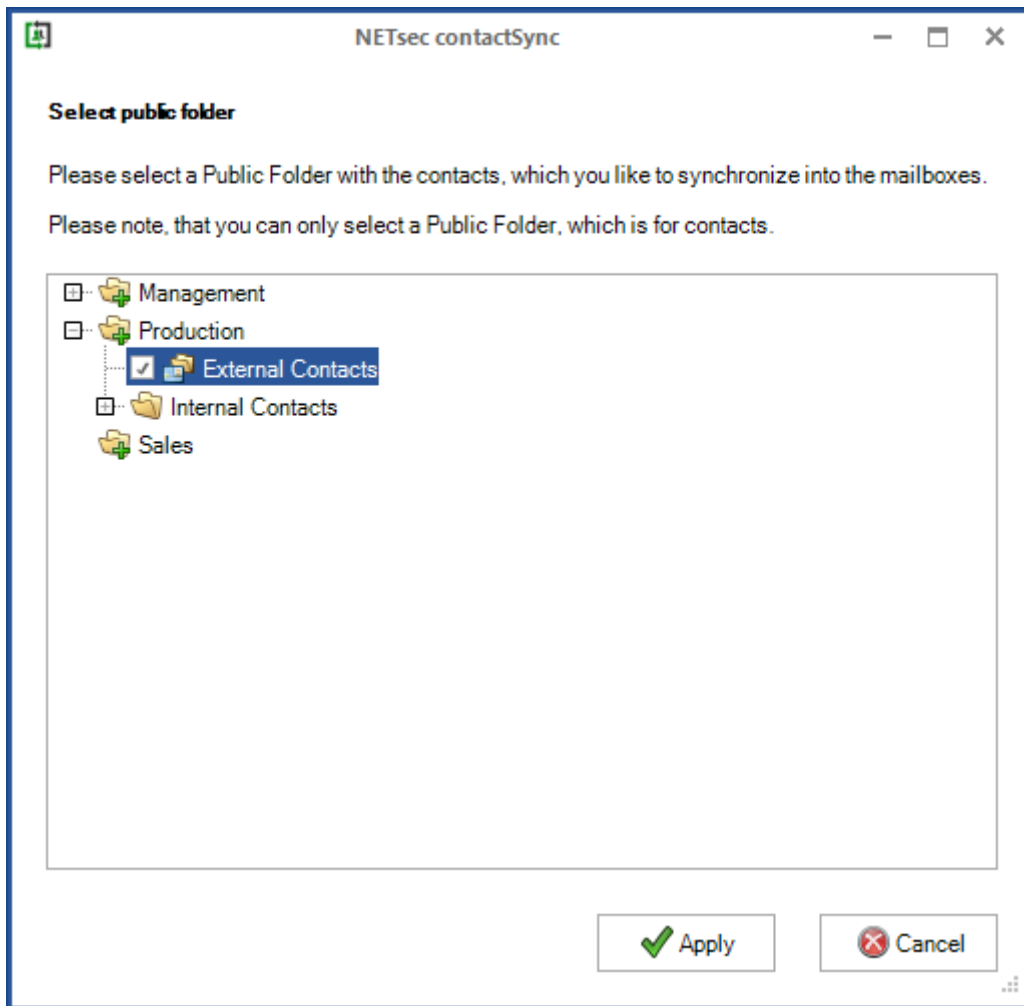 NETsec contactSync
Select public folder
Please select a Public Folder with the contacts, which you like to synchronize into the mailboxes.
Please note, that you can only select a Public Folder, which is for contacts.
Management
Production
External Contacts
Internal Contacts
Sales
Apply
Cancel